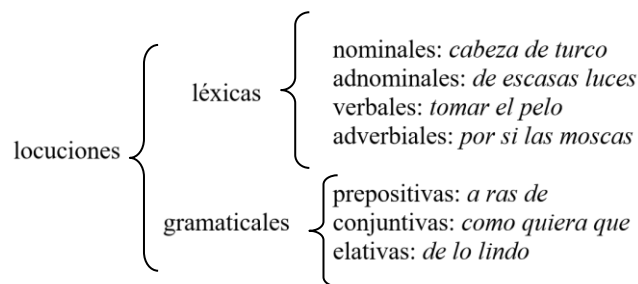 locuciones
léxicas
nominales: cabeza de turco
adnominales: de escasas luces
verbales: tomar el pelo
adverbiales: por si las moscas
gramaticales
prepositivas: a ras de
conjuntivas: como quiera que
elativas: de lo lindo